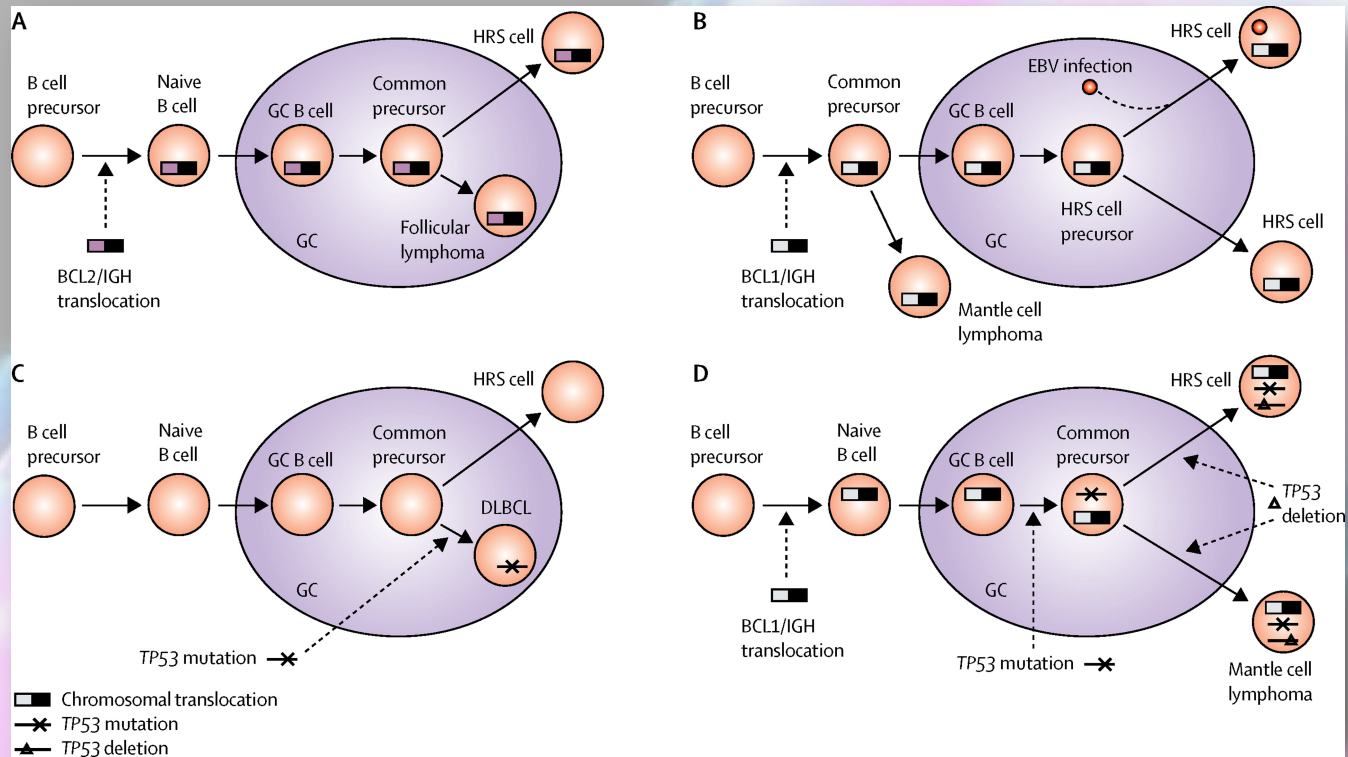 A
B cell
precursor
Naive
B cell
GC B cell
Common
precursor
HRS cell
Follicular
lymphoma
GC
BCL2/IGH
translocation
B
B cell
precursor
Common
precursor
GC B cell
EBV infection
HRS cell
HRS cell
precursor
HRS cell
GC
BCL1/IGH
translocation
Mantle cell
lymphoma
C
B cell
precursor
Naive
B cell
GC B cell
Common
precursor
HRS cell
DLBCL
GC
TP53 mutation
Chromosomal translocation
TP53 mutation
TP53 deletion
D
B cell
precursor
Naive
B cell
GC B cell
Common
precursor
HRS cell
TP53
deletion
GC
BCL1/IGH
translocation
TP53 mutation
Mantle cell
lymphoma